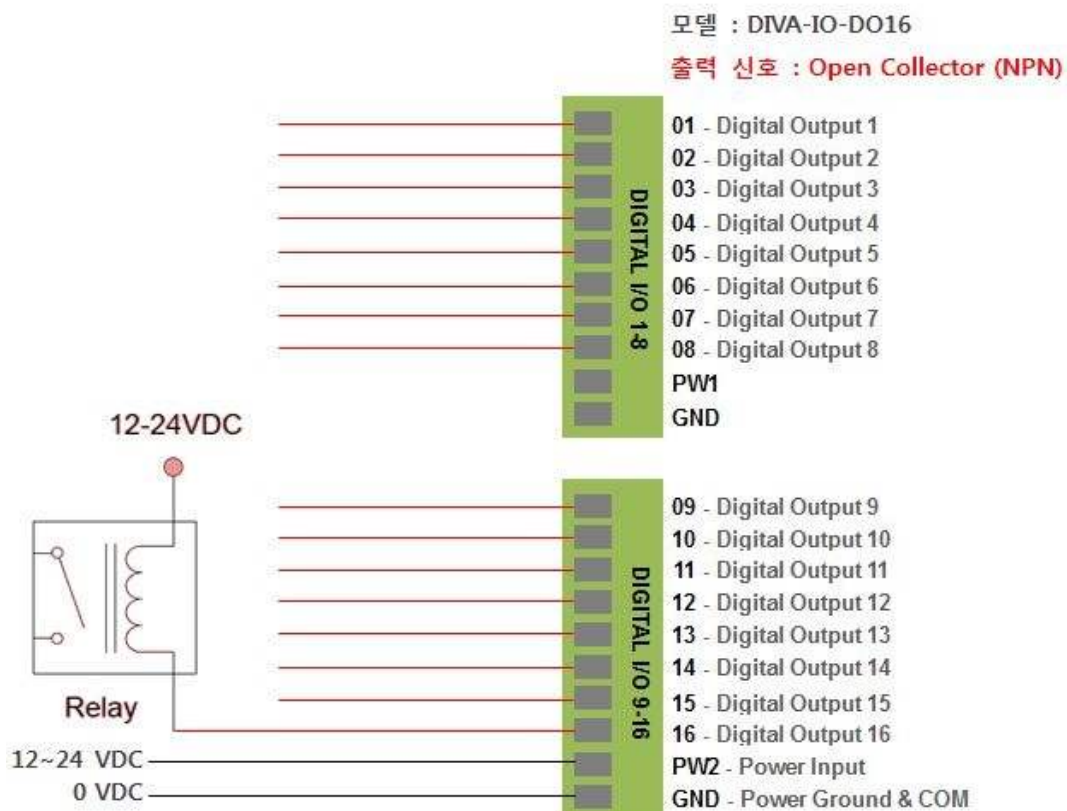 모델 : DIVA-IO-DO16
출력 신호 : Open Collector (NPN)
01 - Digital Output 1
02 - Digital Output 2
03 - Digital Output 3
04 - Digital Output 4
05 - Digital Output 5
06 - Digital Output 6
07 - Digital Output 7
08 - Digital Output 8
PW1
GND
DIGITAL I/O 1-8
12-24VDC
Relay
09 - Digital Output 9
10 - Digital Output 10
11 - Digital Output 11
12 - Digital Output 12
13 - Digital Output 13
14 - Digital Output 14
15 - Digital Output 15
16 - Digital Output 16
DIGITAL I/O 9-16
12~24 VDC
PW2 - Power Input
0 VDC
GND - Power Ground & COM